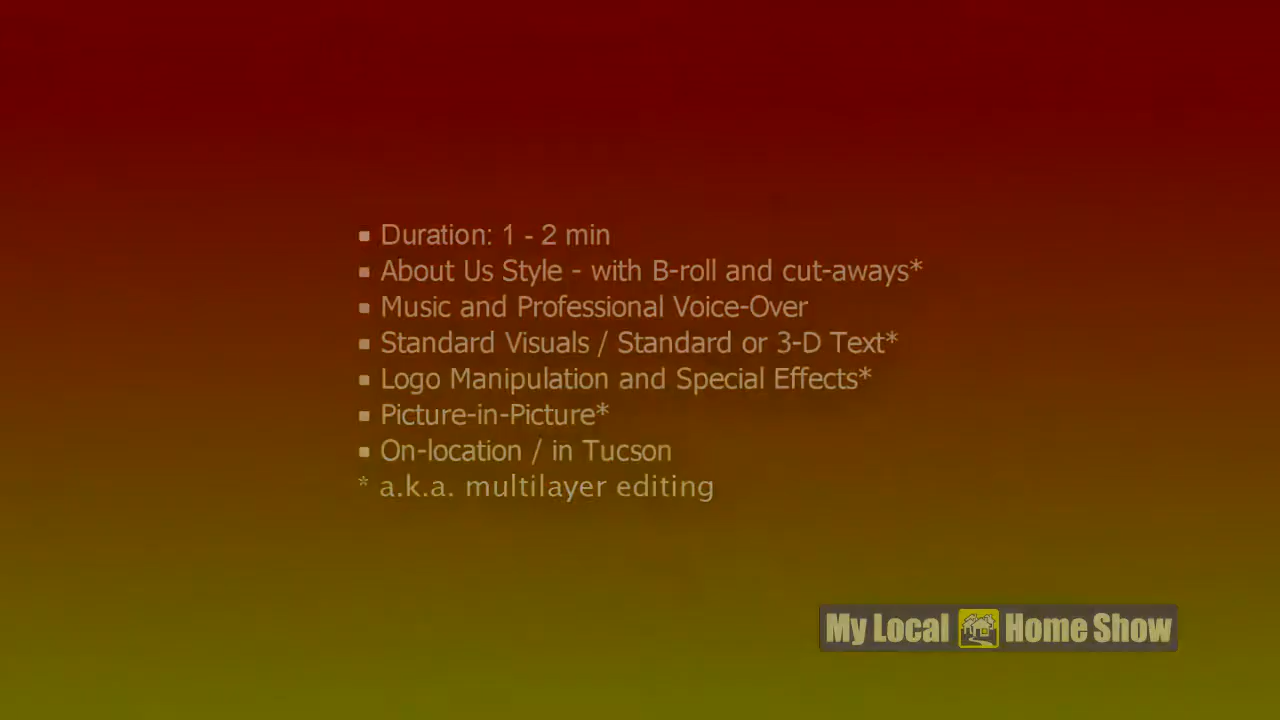 ▪ Duration: 1 - 2 min
▪ About Us Style - with B-roll and cut-aways*
▪ Music and Professional Voice-Over
▪ Standard Visuals / Standard or 3-D Text*
▪ Logo Manipulation and Special Effects*
▪ Picture-in-Picture*
▪ On-location / in Tucson
* a.k.a. multilayer editing
My Local Home Show